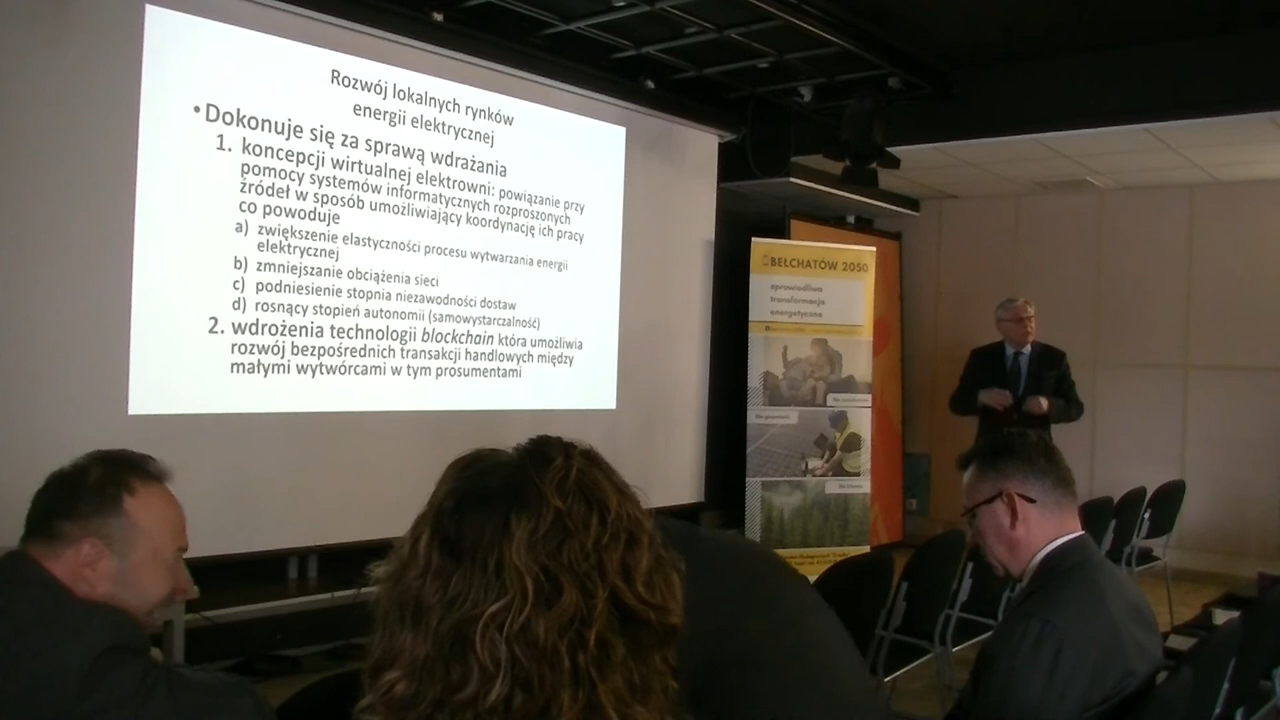 Rozwój lokalnych rynków
energii elektrycznej
•Dokonuje się za sprawą wdrażania
1. koncepcji wirtualnej elektrowni: powiązanie przy
pomocy systemów informatycznych rozproszonych
źródeł w sposób umożliwiający koordynację ich pracy
co powoduje
a) zwiększenie elastyczności procesu wytwarzania energii
elektrycznej
b) zmniejszanie obciążenia sieci
c) podniesienie stopnia niezawodności dostaw
d) rosnący stopień autonomii (samowystarczalność)
2. wdrożenia technologii blockchain która umożliwia
rozwój bezpośrednich transakcji handlowych między
małymi wytwórcami w tym prosumentami
BEŁCHATÓW 2050
sprawiedliwa
transformacja
energetyczna